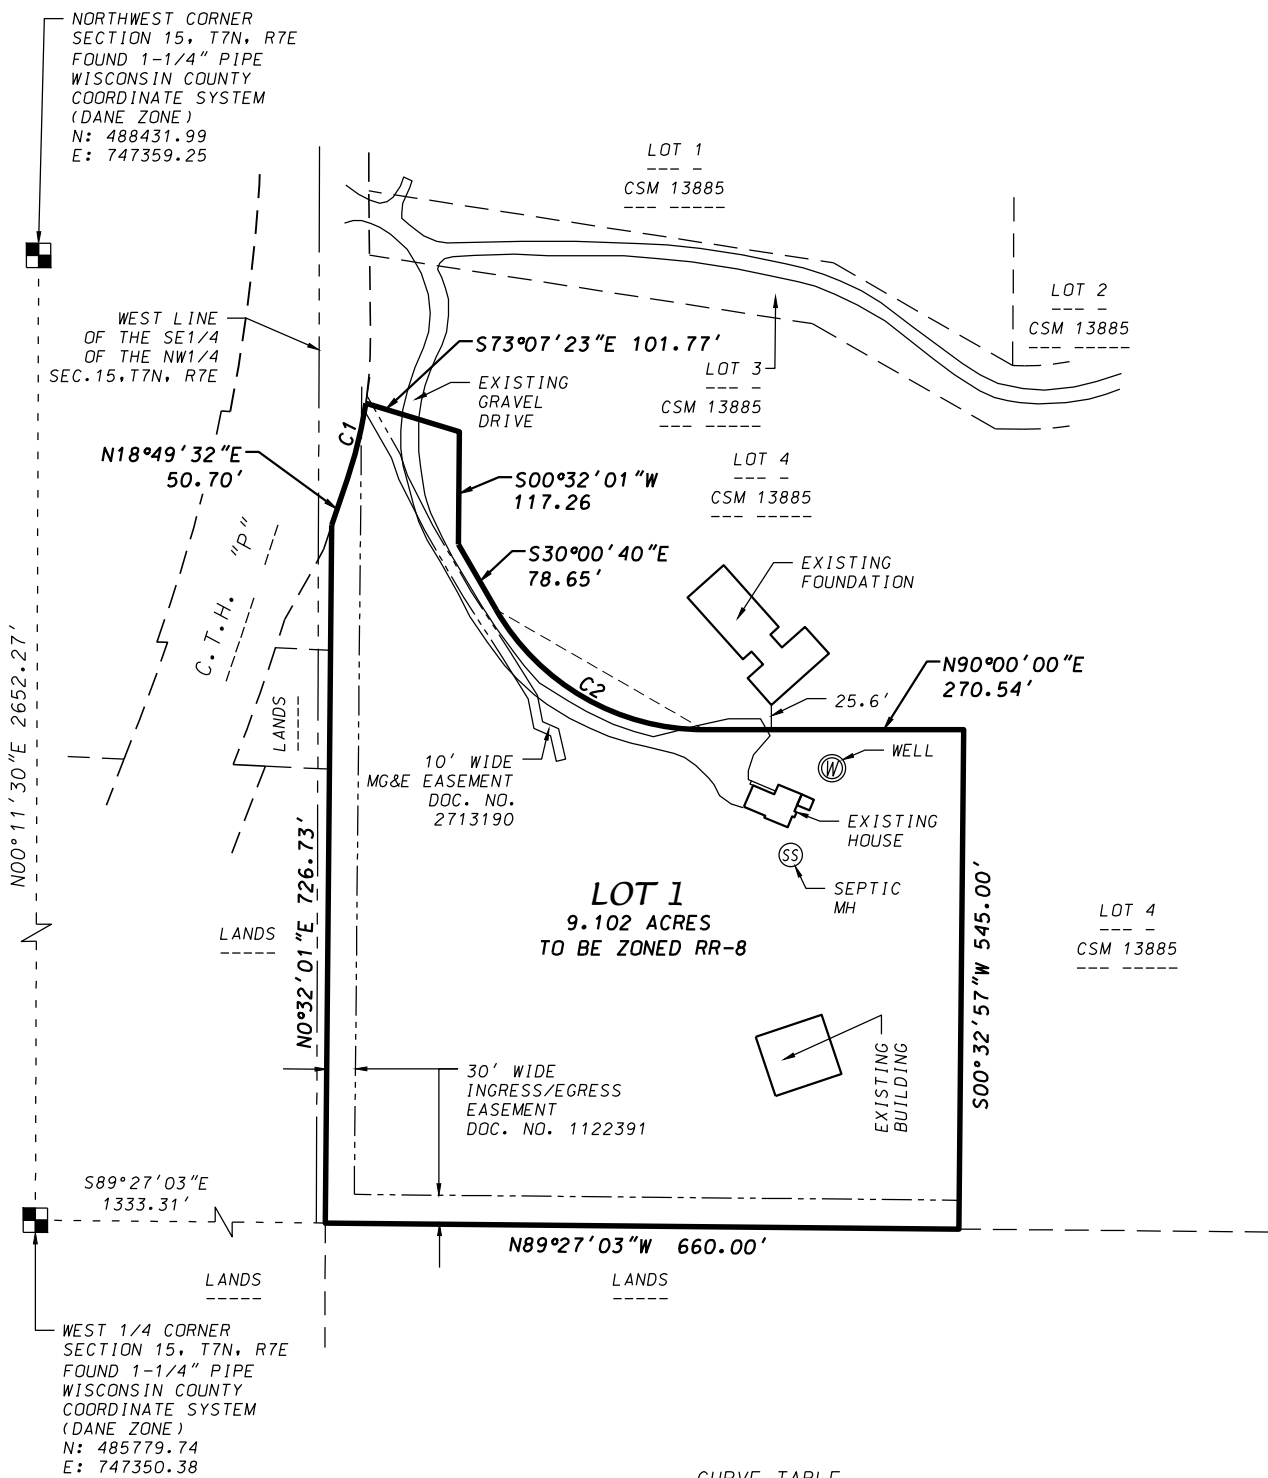 NORTHWEST CORNER
SECTION 15, T7N, R7E
FOUND 1-1/4" PIPE
WISCONSIN COUNTY
COORDINATE SYSTEM
(DANE ZONE)
N: 488431.99
E: 747359.25
LOT 1
CSM 13885
LOT 2
CSM 13885
WEST LINE
OF THE SE1/4
OF THE NW1/4
SEC.15,T7N, R7E
S73°07'23"E 101.77'
LOT 3
CSM 13885
EXISTING
GRAVEL
DRIVE
C1
N18°49'32"E
50.70'
LOT 4
CSM 13885
S00°32'01"W
117.26
C.T.H. "P"
S30°00'40"E
78.65'
EXISTING
FOUNDATION
N90°00'00"E
270.54'
C2
25.6'
LANDS
WELL
10' WIDE
MG&E EASEMENT
DOC. NO.
2713190
EXISTING
HOUSE
SEPTIC
MH
W
SS
N00°11'30"E 2652.27'
N0°32'01"E 726.73'
LOT 1
9.102 ACRES
TO BE ZONED RR-8
LANDS
S00°32'57"W 545.00'
LOT 4
CSM 13885
30' WIDE
INGRESS/EGRESS
EASEMENT
DOC. NO. 1122391
EXISTING
BUILDING
S89°27'03"E
1333.31'
N89°27'03"W 660.00'
LANDS
LANDS
WEST 1/4 CORNER
SECTION 15, T7N, R7E
FOUND 1-1/4" PIPE
WISCONSIN COUNTY
COORDINATE SYSTEM
(DANE ZONE)
N: 485779.74
E: 747350.38
CURVE TABLE